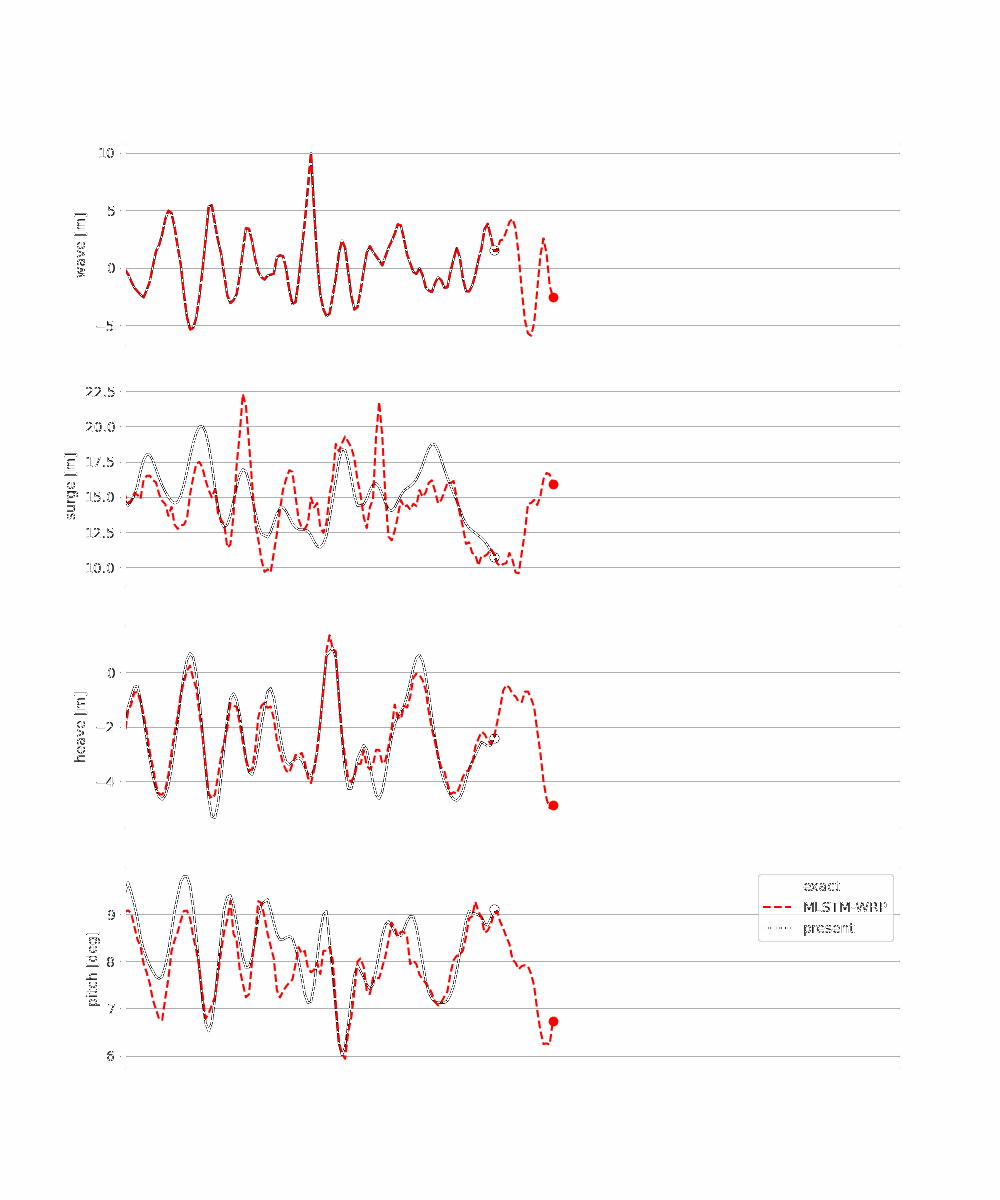 10
5
0
−5
wave [m]
22.5
20.0
17.5
15.0
12.5
10.0
surge [m]
0
−2
−4
heave [m]
9
8
7
6
pitch [deg]
exact
MLSTM-WRP
present